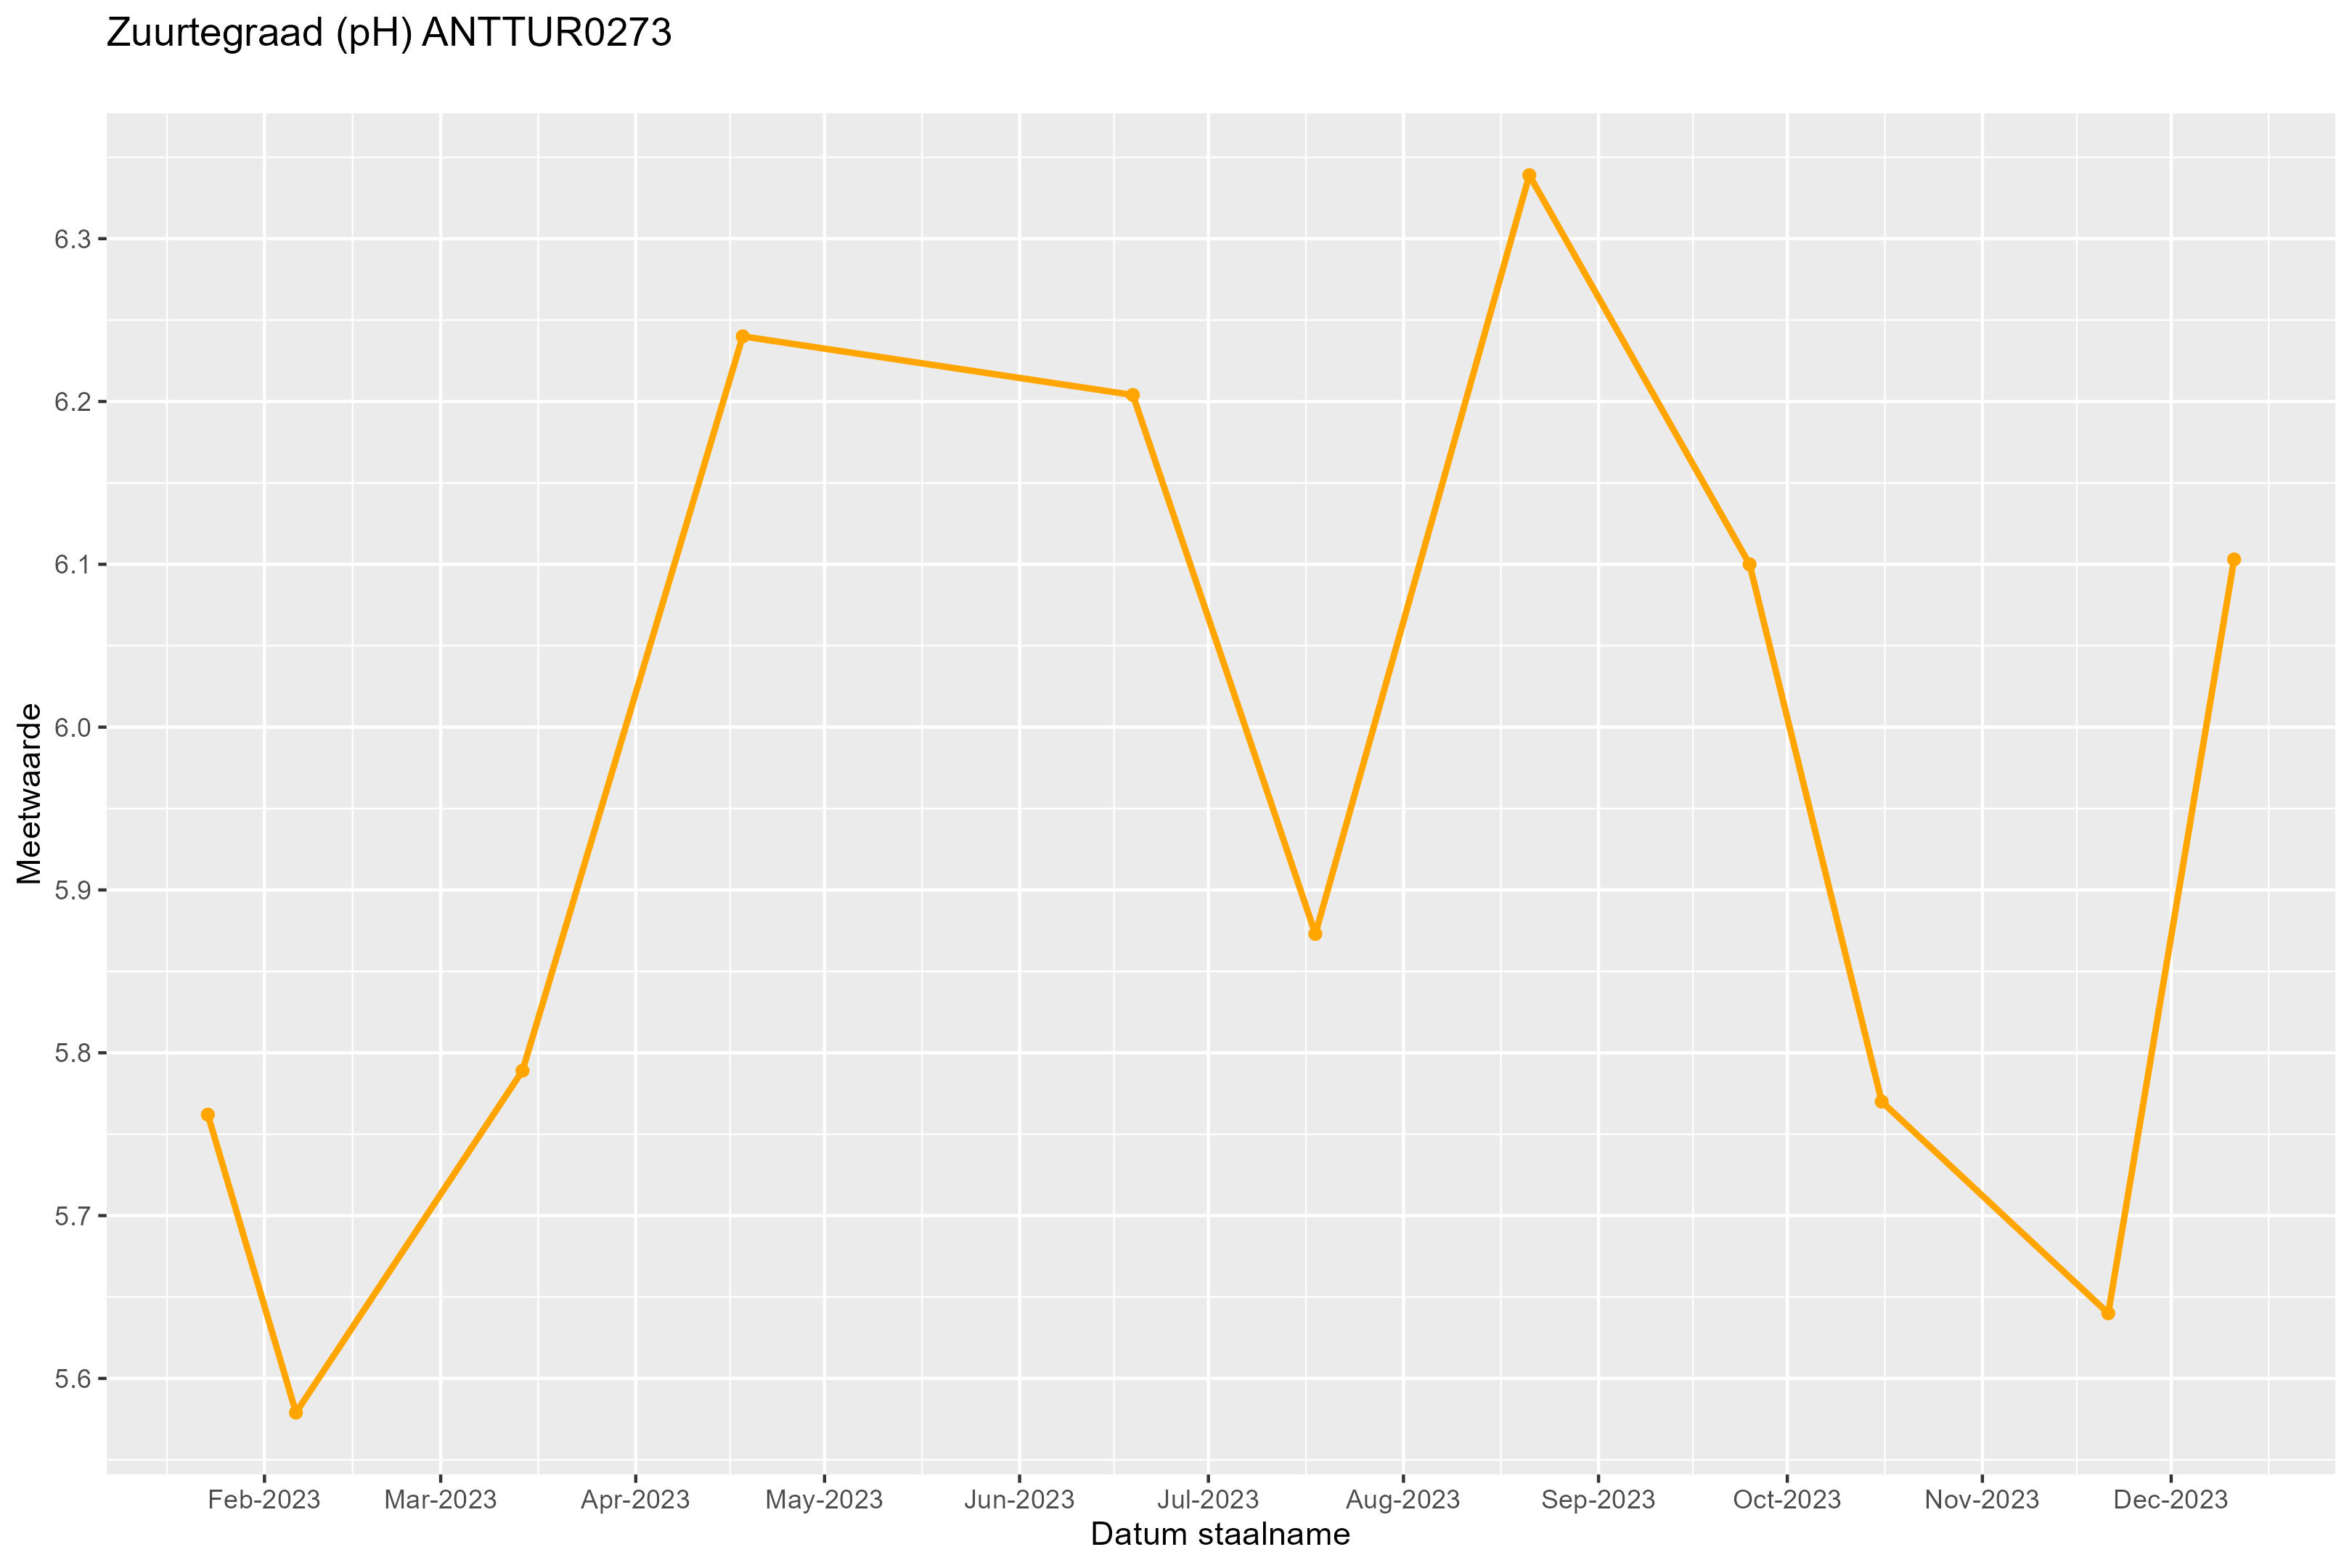 Zuurtegraad (pH) ANTTUR0273
Meetwaarde
6.3
6.2
6.1
6.0
5.9
5.8
5.7
5.6
Feb-2023 Mar-2023 Apr-2023 May-2023 Jun-2023 Jul-2023 Aug-2023 Sep-2023 Oct-2023 Nov-2023 Dec-2023
Datum staalname